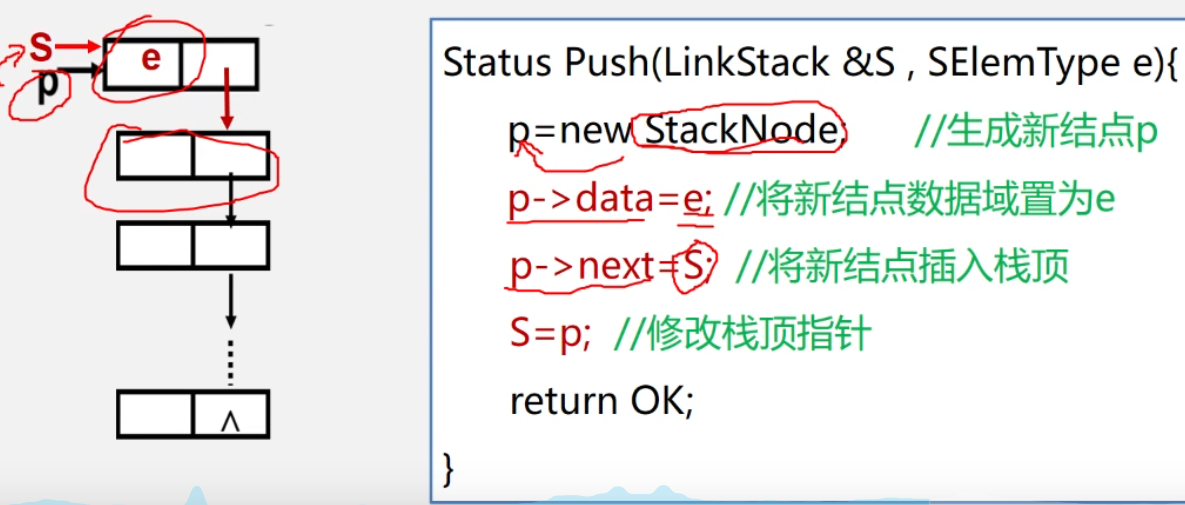 S
e
p
∧
Status Push(LinkStack &S , SElemType e){
p=new StackNode; //生成新结点p
p->data=e; //将新结点数据域置为e
p->next=S; //将新结点插入栈顶
S=p; //修改栈顶指针
return OK;
}